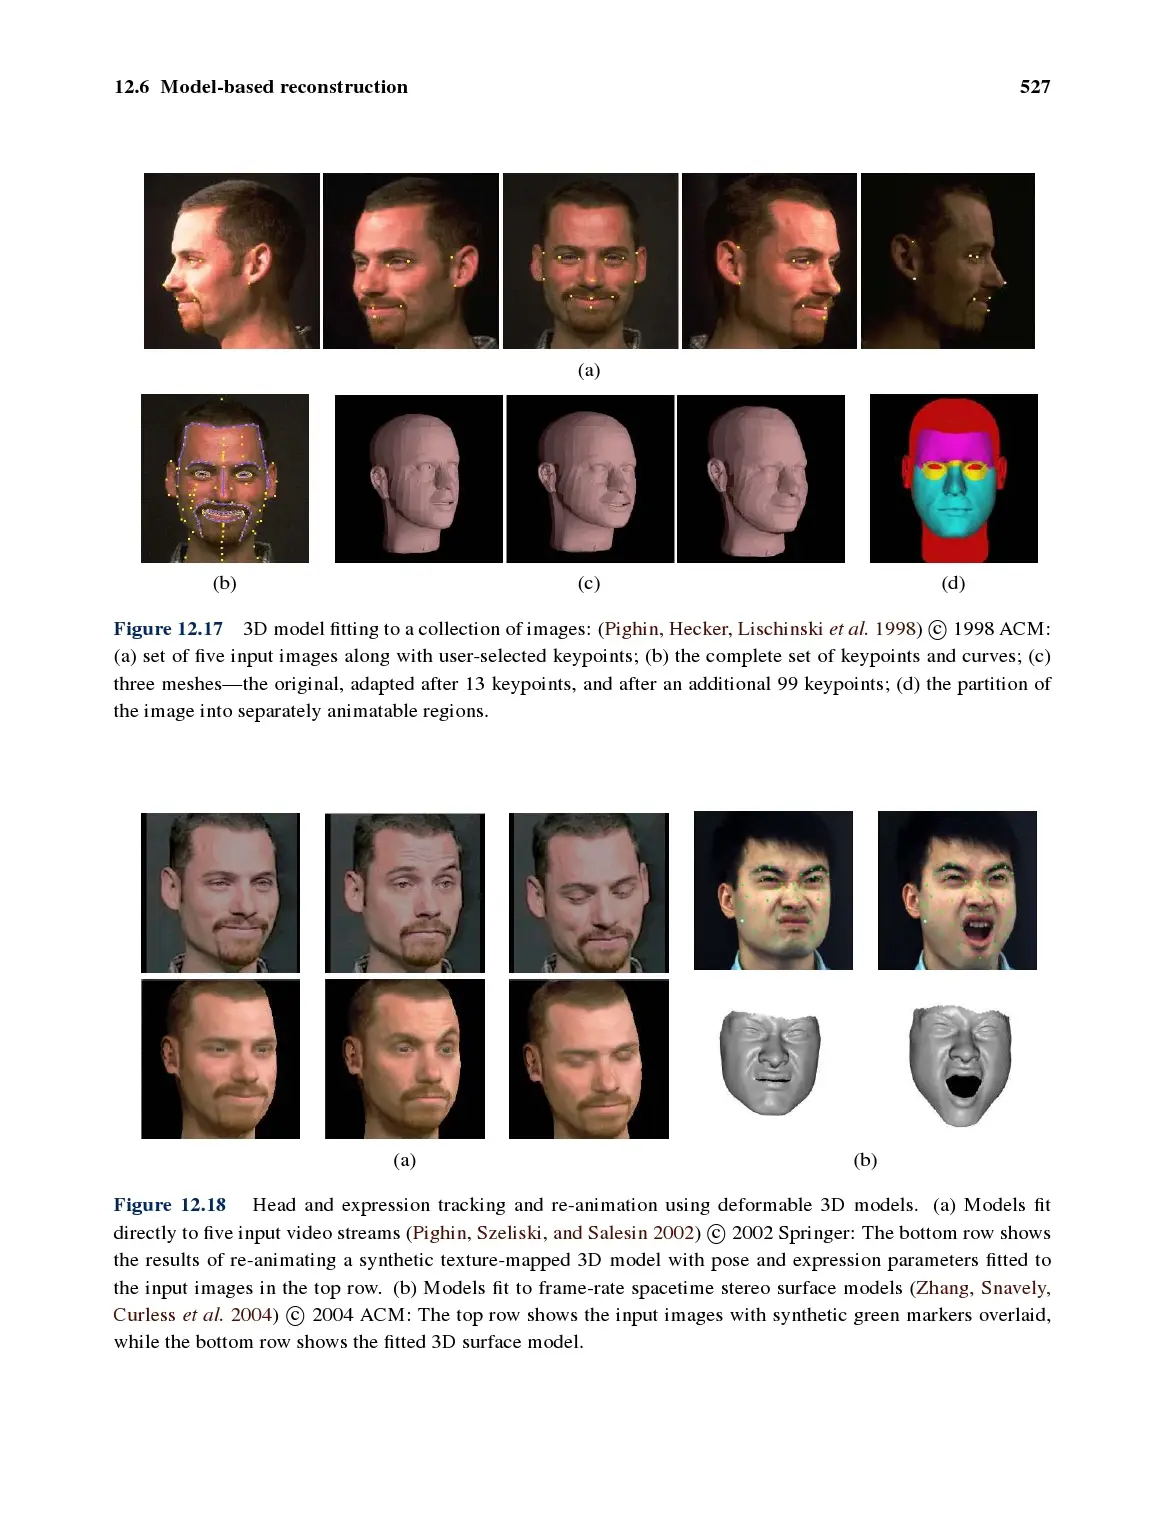 12.6 Model-based reconstruction 527
(a)
(b) (c) (d)
Figure 12.17 3D model fitting to a collection of images: (Pighin, Hecker, Lischinski et al. 1998) © 1998 ACM:
(a) set of five input images along with user-selected keypoints; (b) the complete set of keypoints and curves; (c)
three meshes—the original, adapted after 13 keypoints, and after an additional 99 keypoints; (d) the partition of
the image into separately animatable regions.
(a) (b)
Figure 12.18 Head and expression tracking and re-animation using deformable 3D models. (a) Models fit
directly to five input video streams (Pighin, Szeliski, and Salesin 2002) © 2002 Springer: The bottom row shows
the results of re-animating a synthetic texture-mapped 3D model with pose and expression parameters fitted to
the input images in the top row. (b) Models fit to frame-rate spacetime stereo surface models (Zhang, Snavely,
Curless et al. 2004) © 2004 ACM: The top row shows the input images with synthetic green markers overlaid,
while the bottom row shows the fitted 3D surface model.